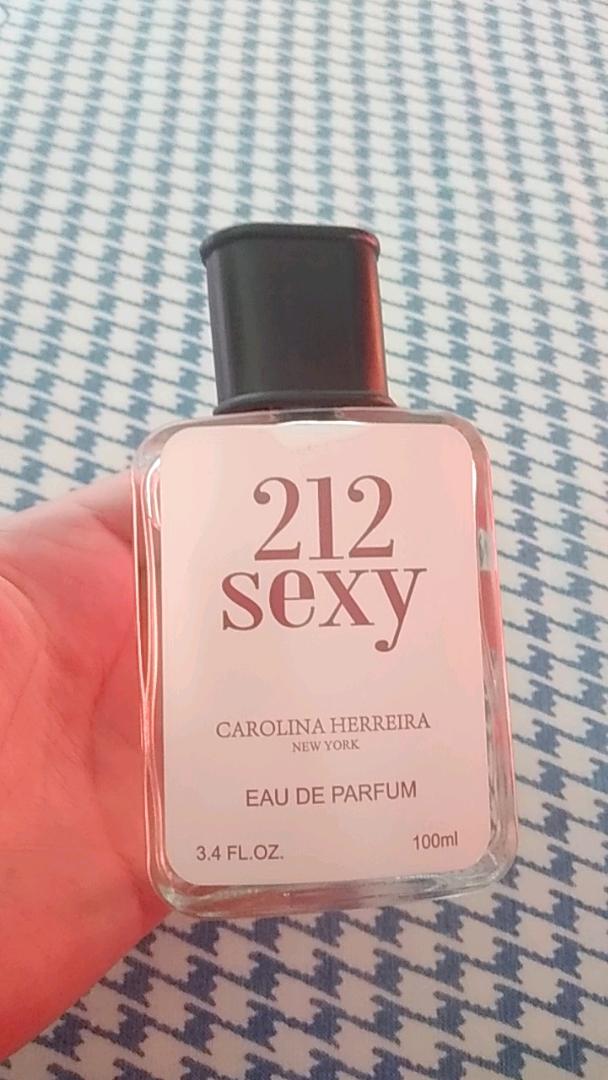 212
sexy
CAROLINA HERREIRA
NEW YORK
EAU DE PARFUM
3.4 FL.OZ.
100ml